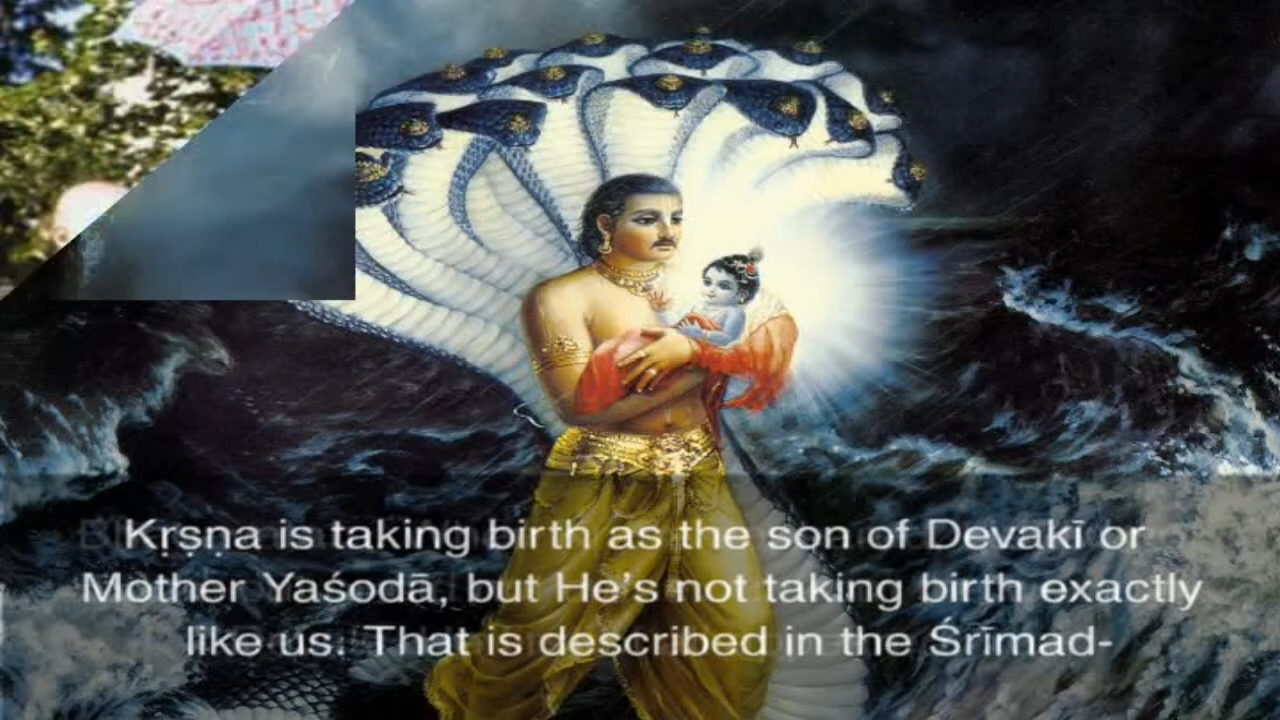 Kṛṣṇa is taking birth as the son of Devakī or
Mother Yaśodā, but He's not taking birth exactly
like us. That is described in the Śrīmad-